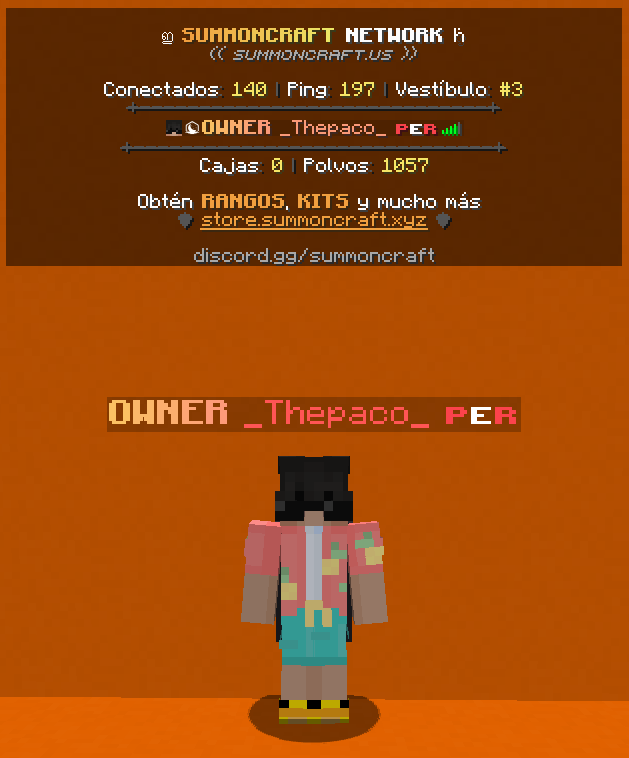 ஐ SUMMONCRAFT NETWORK ꑭ
(( SUMMONCRAFT.US ))
Conectados: 140 | Ping: 197 | Vestíbulo: #3
OWNER _Thepaco_ PER
Cajas: 0 | Polvos: 1057
Obtén RANGOS, KITS y mucho más
store.summoncraft.xyz
discord.gg/summoncraft
OWNER _Thepaco_ PER